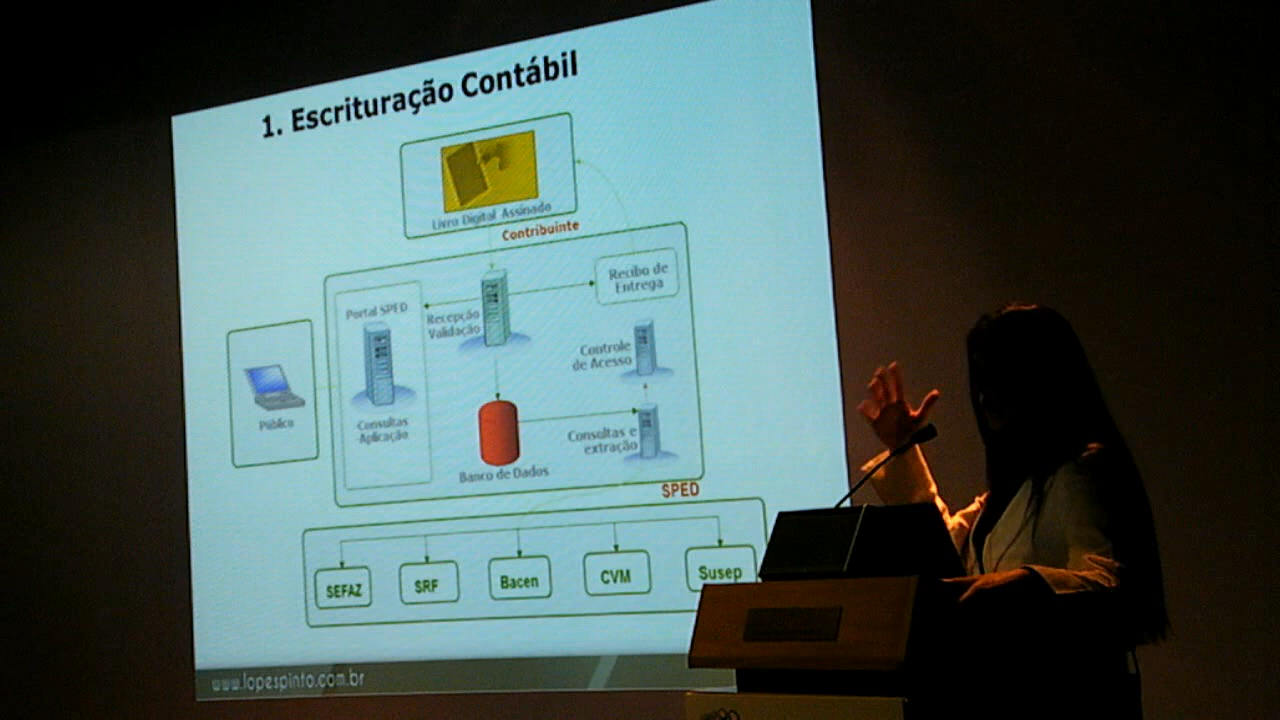 1. Escrituração Contábil
Livro Digital Assinado
Contribuinte
Recibo de
Entrega
Portal SPED
Recepção
Validação
Controle
de Acesso
Público
Consultas
Aplicação
Consultas e
extração
Banco de Dados
SPED
SEFAZ
SRF
Bacen
CVM
Susep
www.lopespinto.com.br